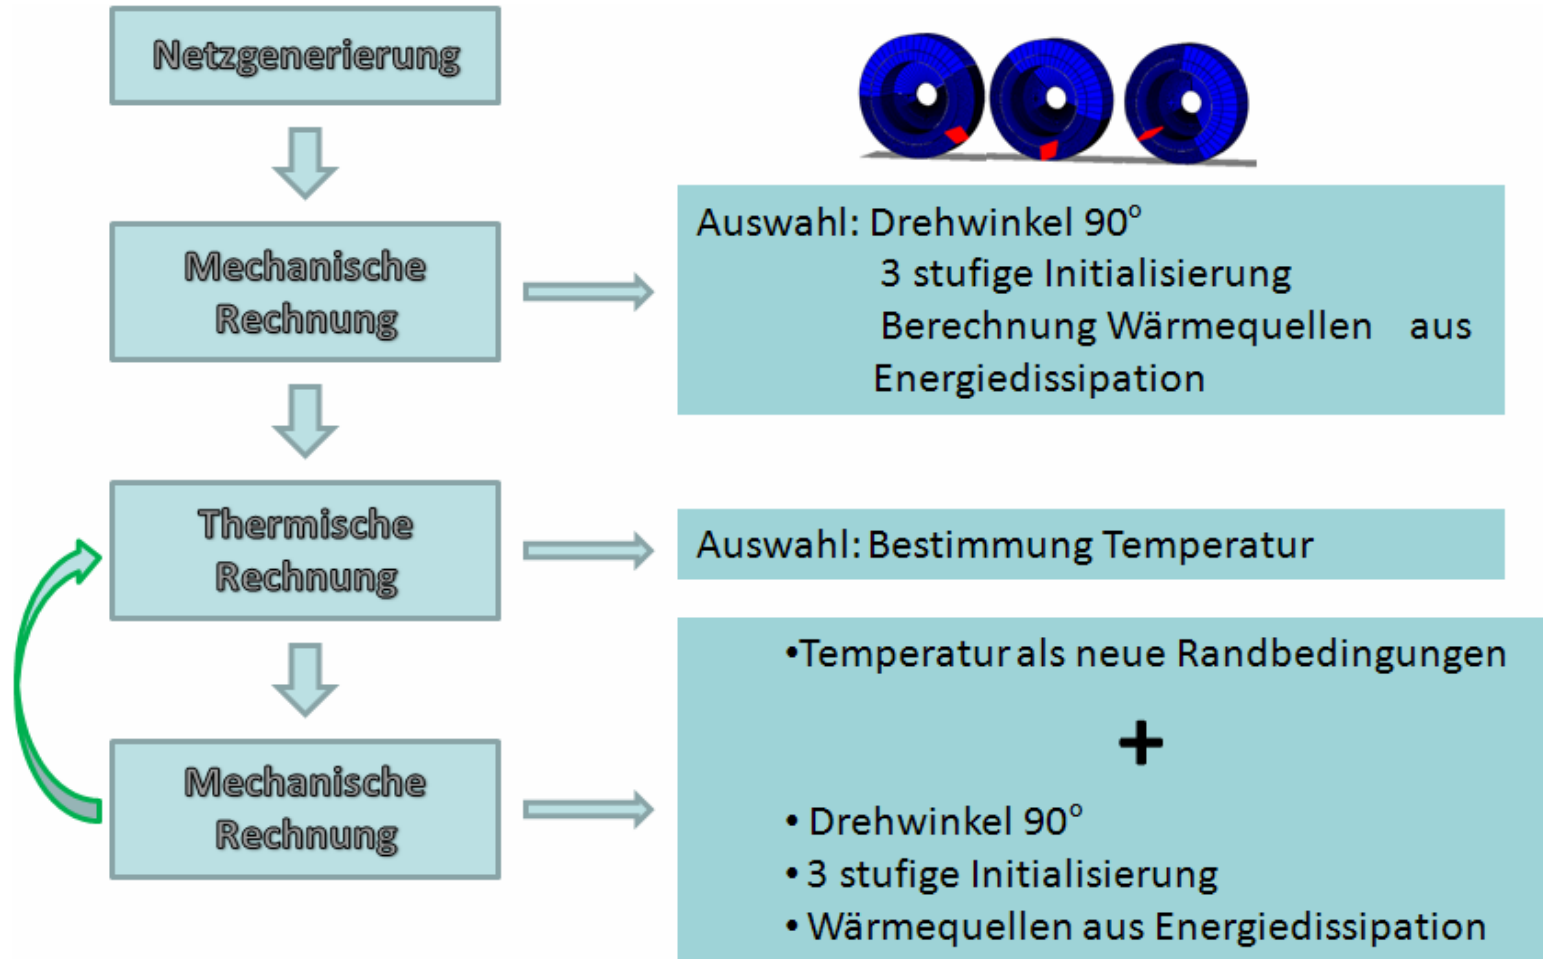 Netzgenerierung
Mechanische
Rechnung
Auswahl: Drehwinkel 90°
3 stufige Initialisierung
Berechnung Wärmequellen aus
Energiedissipation
Thermische
Rechnung
Auswahl: Bestimmung Temperatur
Mechanische
Rechnung
•Temperatur als neue Randbedingungen
+
• Drehwinkel 90°
• 3 stufige Initialisierung
• Wärmequellen aus Energiedissipation